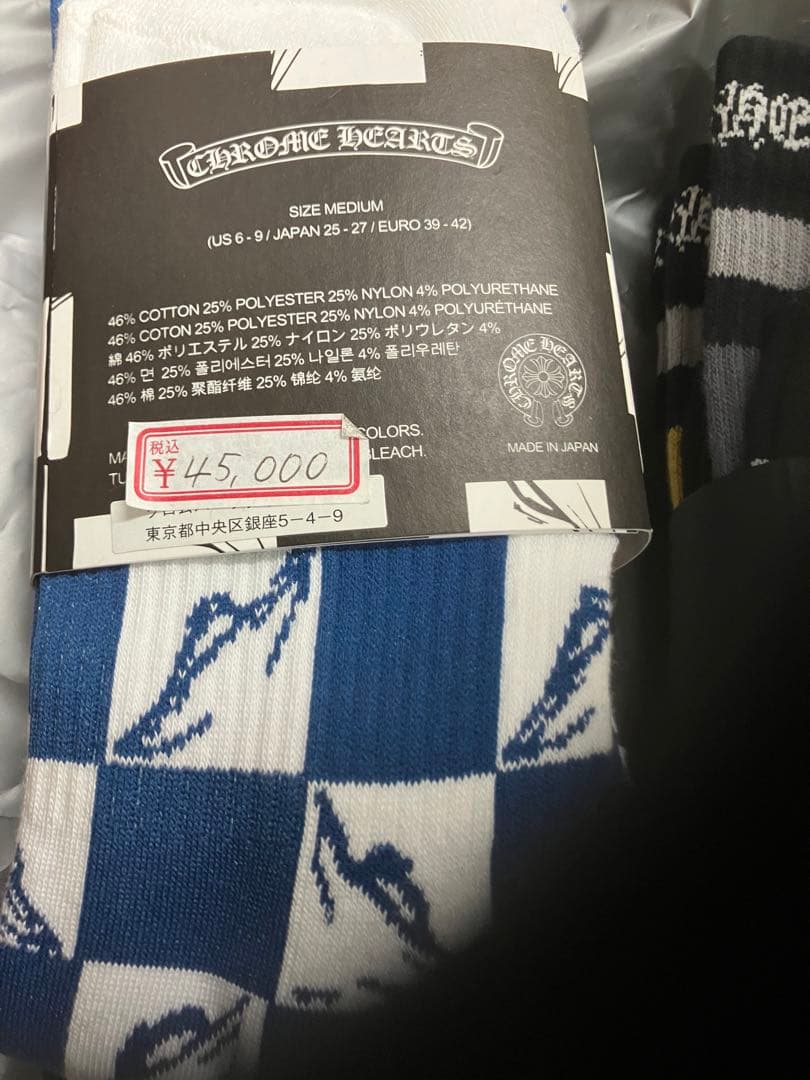 CHROME HEARTS
SIZE MEDIUM
(US 6 - 9 / JAPAN 25 - 27 / EURO 39 - 42)
46% COTTON 25% POLYESTER 25% NYLON 4% POLYURETHANE
46% COTON 25% POLYESTER 25% NYLON 4% POLYURÉTHANE
綿 46% ポリエステル 25% ナイロン 25% ポリウレタン 4%
46% 면 25% 폴리에스터 25% 나일론 4% 폴리우레탄
46% 棉 25% 聚酯纤维 25% 锦纶 4% 氨纶
CHROME HEARTS
COLORS.
BLEACH.
MADE IN JAPAN
税込
¥45,000
東京都中央区銀座5-4-9